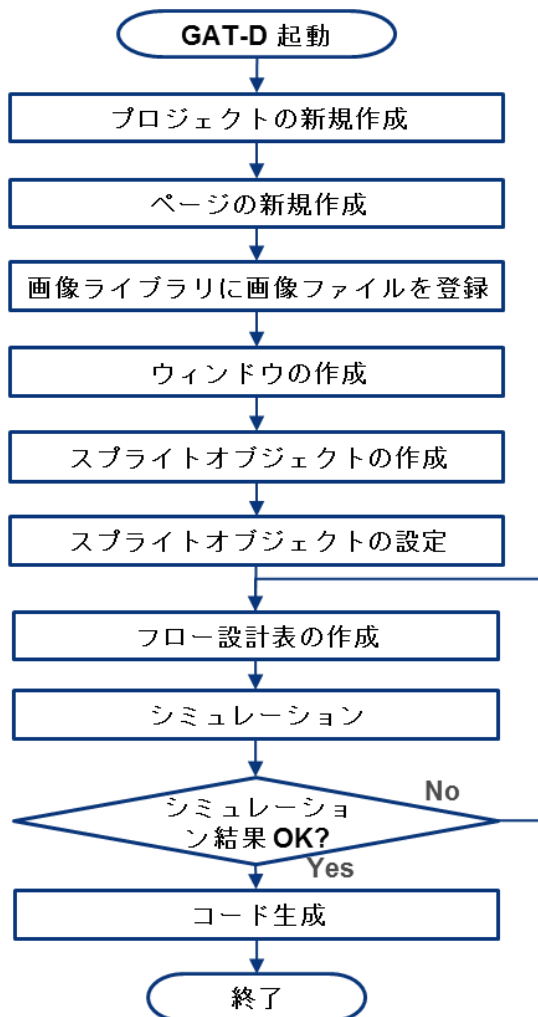 GAT-D 起動
プロジェクトの新規作成
ページの新規作成
画像ライブラリに画像ファイルを登録
ウィンドウの作成
スプライトオブジェクトの作成
スプライトオブジェクトの設定
フロー設計表の作成
シミュレーション
シミュレーショ
ン結果 OK?
No
Yes
コード生成
終了